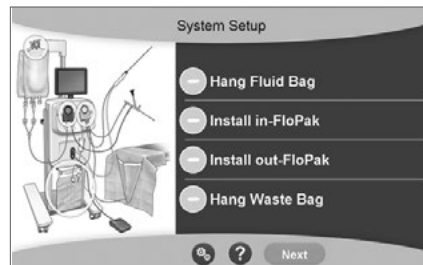 System Setup
Hang Fluid Bag
Install in-FloPak
Install out-FloPak
Hang Waste Bag
?
Next